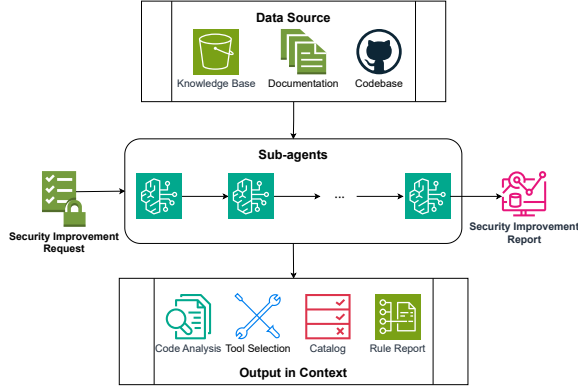 Data Source
Knowledge Base
Documentation
Codebase
Sub-agents
...
Security Improvement
Request
Security Improvement
Report
Code Analysis
Tool Selection
Catalog
Rule Report
Output in Context